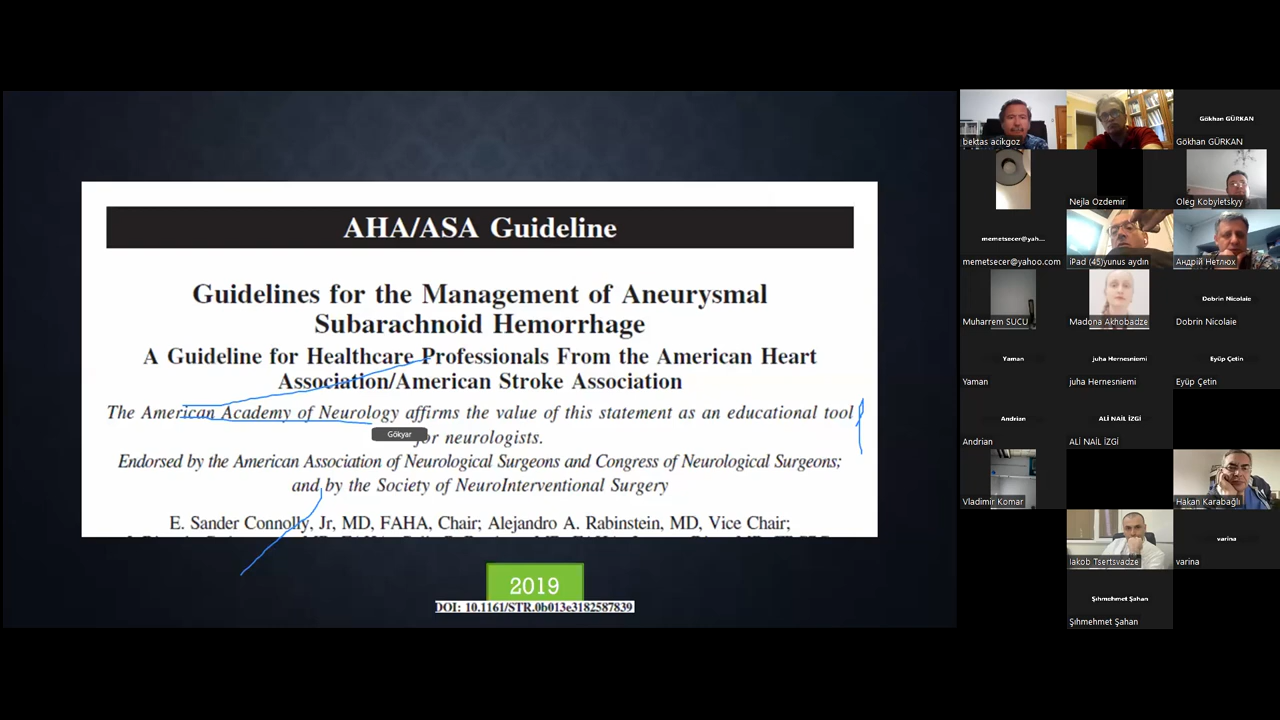 AHA/ASA Guideline
Guidelines for the Management of Aneurysmal
Subarachnoid Hemorrhage
A Guideline for Healthcare Professionals From the American Heart
Association/American Stroke Association
The American Academy of Neurology affirms the value of this statement as an educational tool
for neurologists.
Gökyar
Endorsed by the American Association of Neurological Surgeons and Congress of Neurological Surgeons;
and by the Society of NeuroInterventional Surgery
E. Sander Connolly, Jr, MD, FAHA, Chair; Alejandro A. Rabinstein, MD, Vice Chair;
2019
DOI: 10.1161/STR.0b013e3182587839
bektas acikgoz
Gökhan GÜRKAN
Gökhan GÜRKAN
Nejla Ozdemir
Oleg Kobyletskyy
memetsecer@yah...
memetsecer@yahoo.com
iPad (45)yunus aydın
Андрій Нетлюх
Muharrem SUCU
Madona Akhobadze
Dobrin Nicolaie
Dobrin Nicolaie
Yaman
Yaman
juha Hernesniemi
juha Hernesniemi
Eyüp Çetin
Eyüp Çetin
Andrian
Andrian
ALİ NAİL İZGİ
ALİ NAİL İZGİ
Vladimir Komar
Hakan Karabağlı
Iakob Tsertsvadze
varina
varina
Şıhmehmet Şahan
Şıhmehmet Şahan